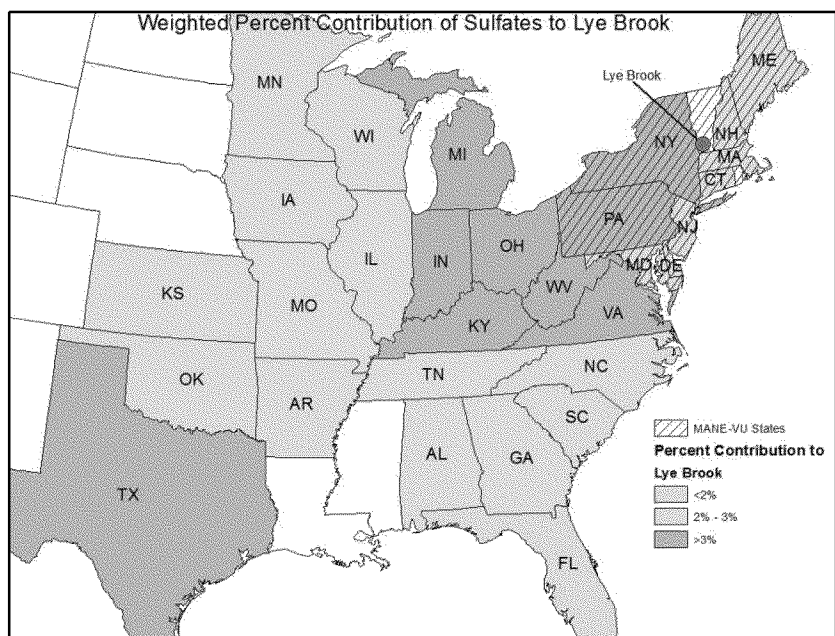 Weighted Percent Contribution of Sulfates to Lye Brook
MN
ME
Lye Brook
WI
NH
NY
MI
MA
CT
IA
PA
NJ
IL
IN
OH
MD
DE
WV
KS
MO
VA
KY
OK
TN
NC
AR
SC
AL
GA
TX
FL
MANE-VU States
Percent Contribution to
Lye Brook
<2%
2% - 3%
>3%